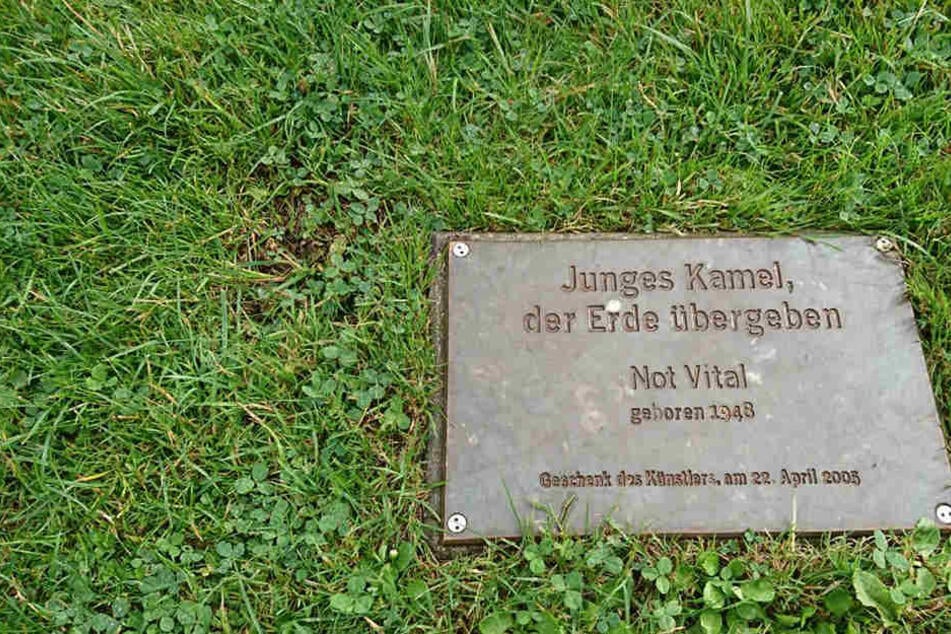 Junges Kamel,
der Erde übergeben
Not Vital
geboren 1948
Geschenk des Künstlers, am 22. April 2005